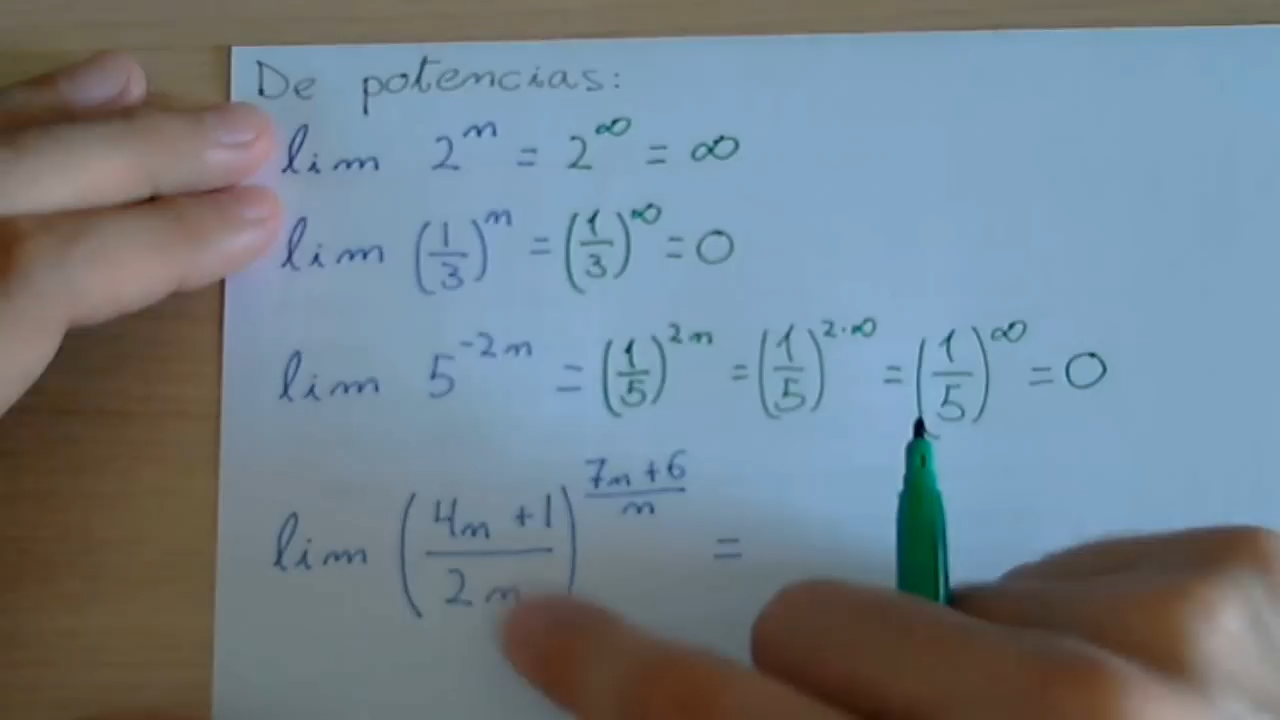 De potencias:
lim 2^n = 2^∞ = ∞
lim (1/3)^n = (1/3)^∞ = 0
lim 5^-2n = (1/5)^2n = (1/5)^2·∞ = (1/5)^∞ = 0
lim ((4n+1)/(2n))^((7n+6)/n) =